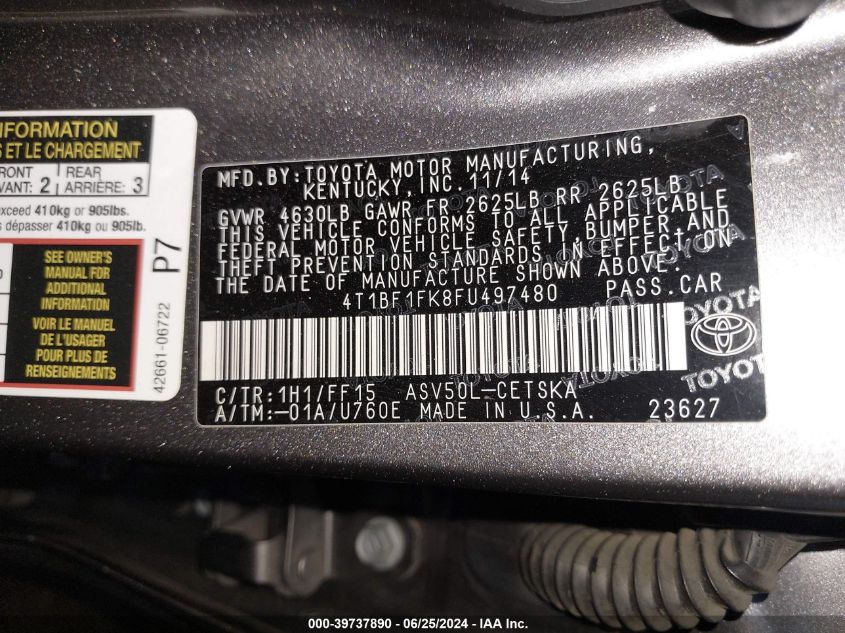 NFORMATION
S ET LE CHARGEMENT
FRONT
VANT: 2
REAR
ARRIÈRE: 3
exceed 410kg or 905lbs.
s dépasser 410kg ou 905lb.
SEE OWNER'S
MANUAL FOR
ADDITIONAL
INFORMATION
VOIR LE MANUEL
DE L'USAGER
POUR PLUS DE
RENSEIGNEMENTS
P7
42661-06722
MFD.BY:TOYOTA MOTOR MANUFACTURING,
KENTUCKY,INC.11/14
GVWR 4630LB GAWR FR 2625LB RR 2625LB
THIS VEHICLE CONFORMS TO ALL APPLICABLE
FEDERAL MOTOR VEHICLE SAFETY,BUMPER,AND
THEFT PREVENTION STANDARDS IN EFFECT ON
THE DATE OF MANUFACTURE SHOWN ABOVE.
4T1BF1FK8FU497480 PASS.CAR
TOYOTA
C/TR:1H1/FF15 ASV50L-CETSKA
A/TM:-01A/U760E MADE IN U.S.A. 23627
000-39737890 - 06/25/2024 - IAA Inc.